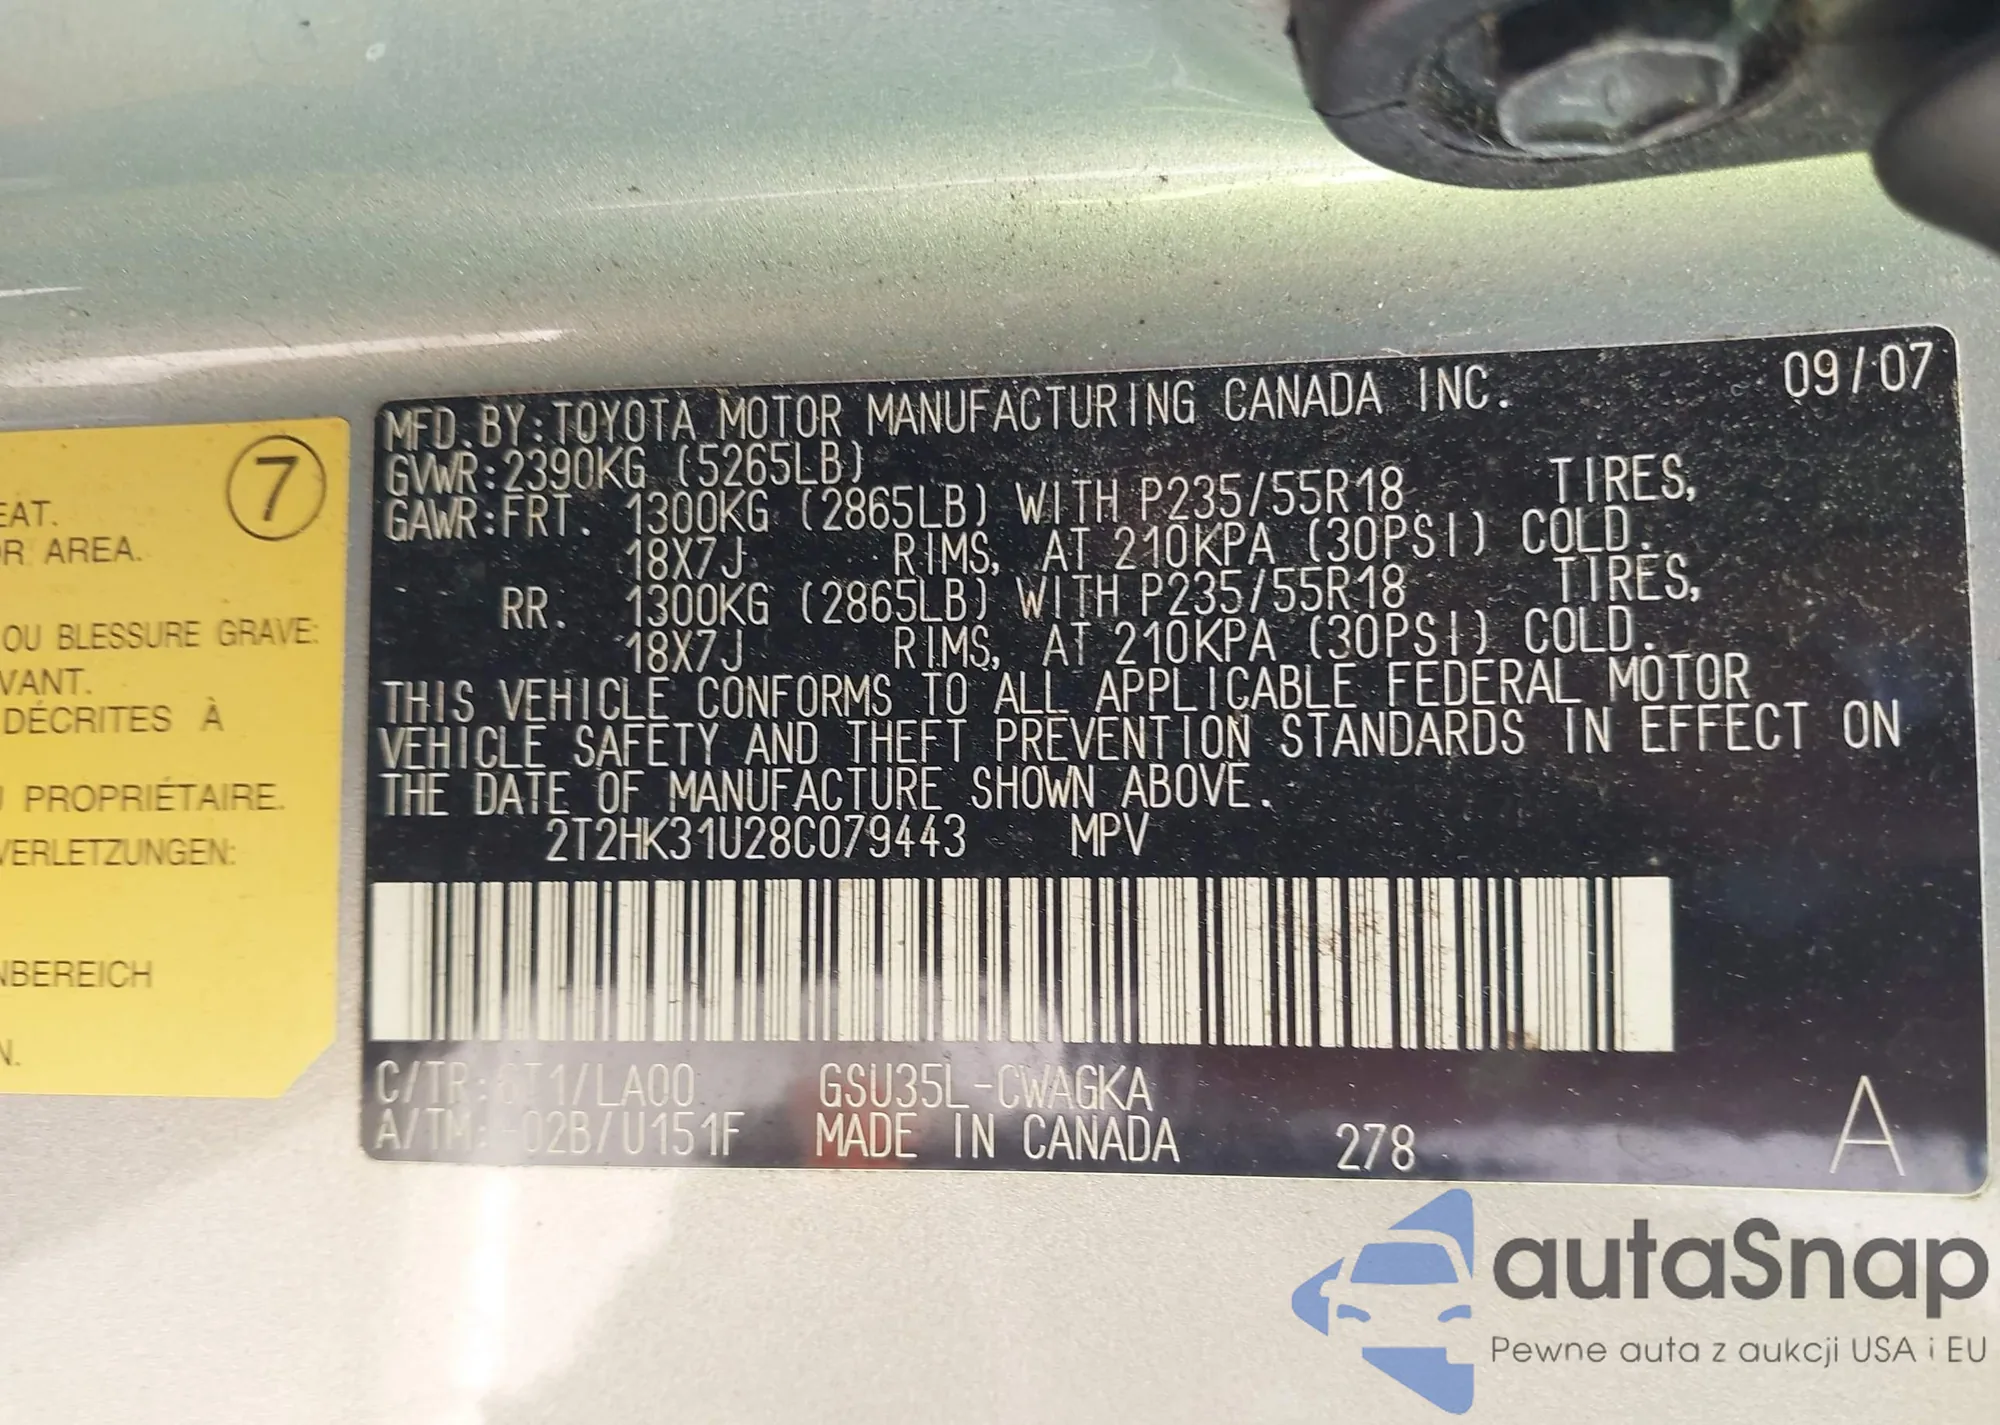 7
EAT.
OR AREA.
OU BLESSURE GRAVE:
VANT.
DÉCRITES À
U PROPRIÉTAIRE.
VERLETZUNGEN:
NBEREICH
N.
MFD.BY:TOYOTA MOTOR MANUFACTURING CANADA INC. 09/07
GVWR:2390KG (5265LB)
GAWR:FRT. 1300KG (2865LB) WITH P235/55R18 TIRES,
18X7J RIMS, AT 210KPA (30PSI) COLD.
RR. 1300KG (2865LB) WITH P235/55R18 TIRES,
18X7J RIMS, AT 210KPA (30PSI) COLD.
THIS VEHICLE CONFORMS TO ALL APPLICABLE FEDERAL MOTOR
VEHICLE SAFETY AND THEFT PREVENTION STANDARDS IN EFFECT ON
THE DATE OF MANUFACTURE SHOWN ABOVE.
2T2HK31U28C079443 MPV
C/TR:6T1/LA00 GSU35L-CWAGKA
A/TM:-02B/U151F MADE IN CANADA 278 A
autaSnap
Pewne auta z aukcji USA i EU